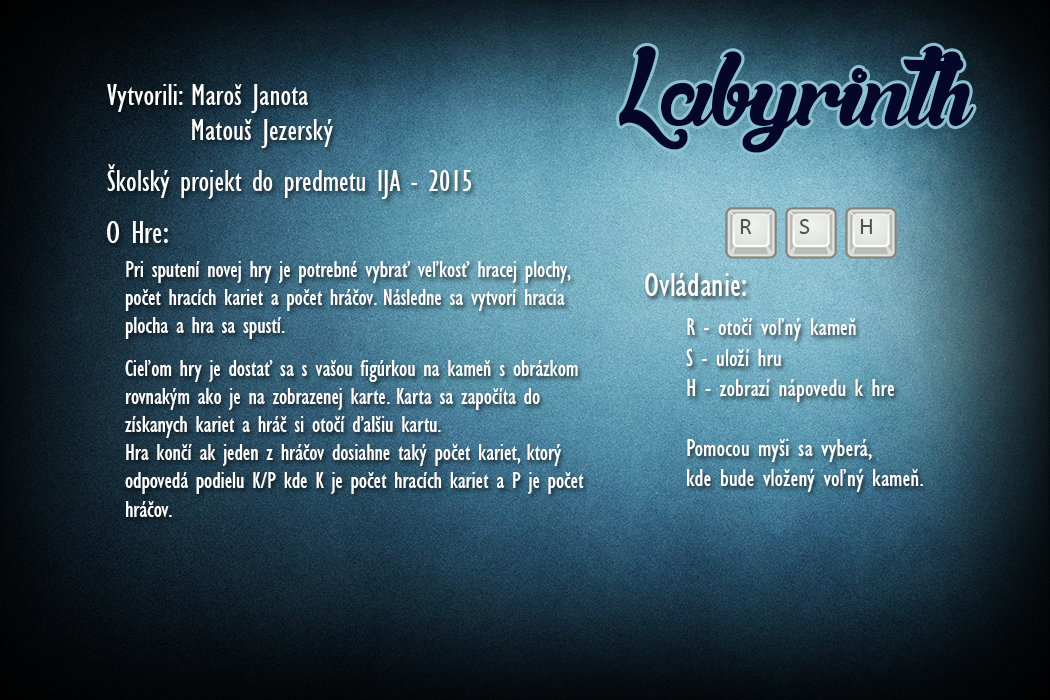 Labyrinth
Vytvorili: Maroš Janota
Matouš Jezerský
Školský projekt do predmetu IJA - 2015
O Hre:
Pri sputení novej hry je potrebné vybrať veľkosť hracej plochy,
počet hracích kariet a počet hráčov. Následne sa vytvorí hracia
plocha a hra sa spustí.
Cieľom hry je dostať sa s vašou figúrkou na kameň s obrázkom
rovnakým ako je na zobrazenej karte. Karta sa započíta do
získaných kariet a hráč si otočí ďalšiu kartu.
Hra končí ak jeden z hráčov dosiahne taký počet kariet, ktorý
odpovedá podielu K/P kde K je počet hracích kariet a P je počet
hráčov.
R S H
Ovládanie:
R - otočí voľný kameň
S - uloží hru
H - zobrazí nápovedu k hre
Pomocou myši sa vyberá,
kde bude vložený voľný kameň.